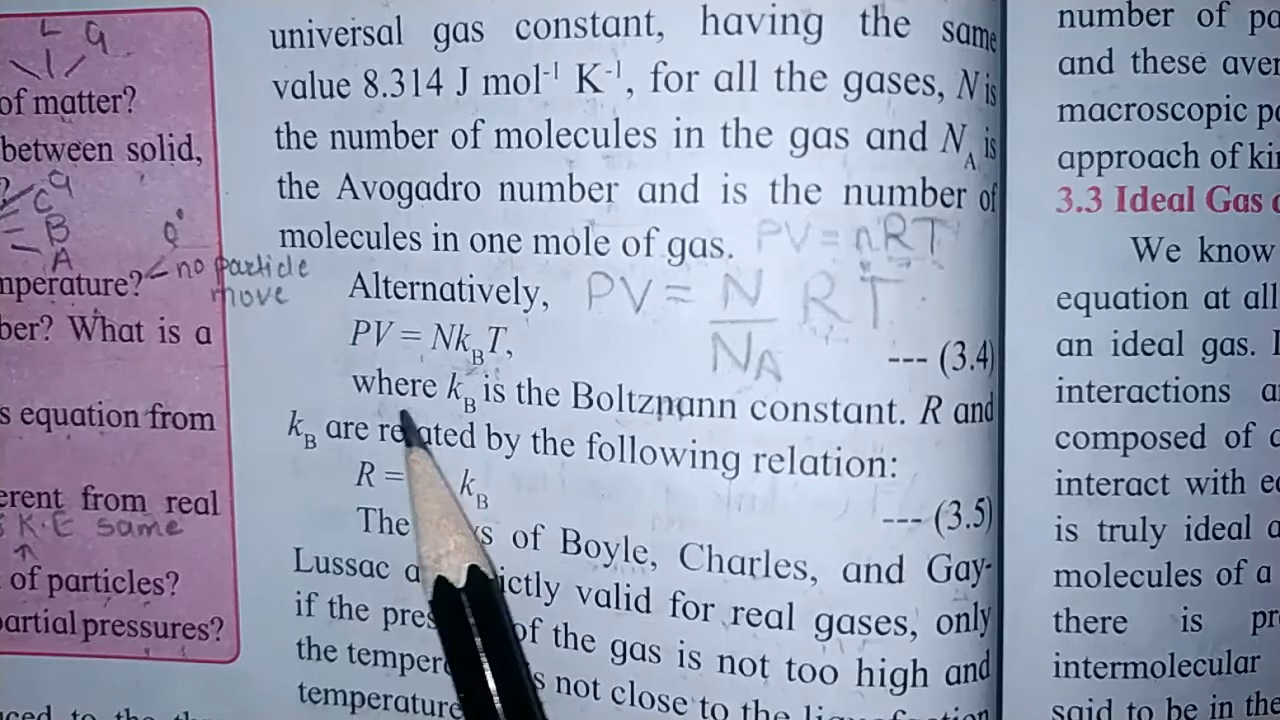 L G
of matter?
between solid,
C G
B
A
0°
mperature? no particle
move
ber? What is a
s equation from
erent from real
K.E same
of particles?
artial pressures?
universal gas constant, having the same
value 8.314 J mol⁻¹ K⁻¹, for all the gases, N is
the number of molecules in the gas and N_A is
the Avogadro number and is the number of
molecules in one mole of gas. PV = nRT
Alternatively, PV = N/N_A RT
PV = Nk_B T, --- (3.4)
where k_B is the Boltzmann constant. R and
k_B are related by the following relation:
R = k_B --- (3.5)
The of Boyle, Charles, and Gay-
Lussac ictly valid for real gases, only
if the pres of the gas is not too high and
the temper s not close to the
temperature
number of
and these aver
macroscopic
approach of
3.3 Ideal Gas
We know
equation at all
an ideal gas. I
interactions
composed of
interact with
is truly ideal
molecules of a
there is
intermolecular
said to be in the